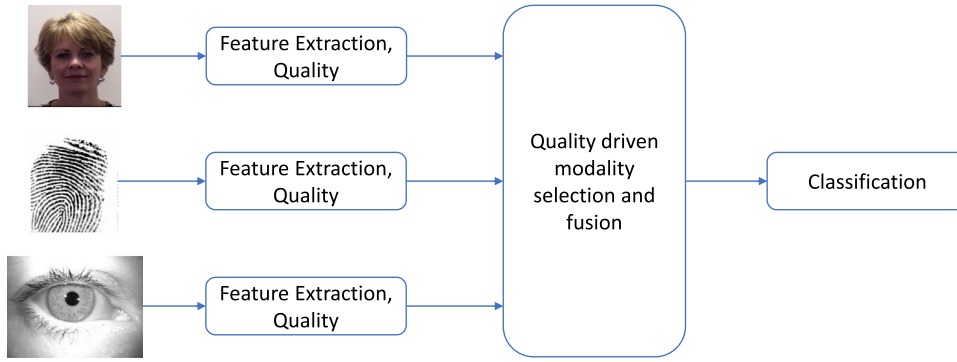 Feature Extraction,
Quality
Feature Extraction,
Quality
Feature Extraction,
Quality
Quality driven
modality
selection and
fusion
Classification